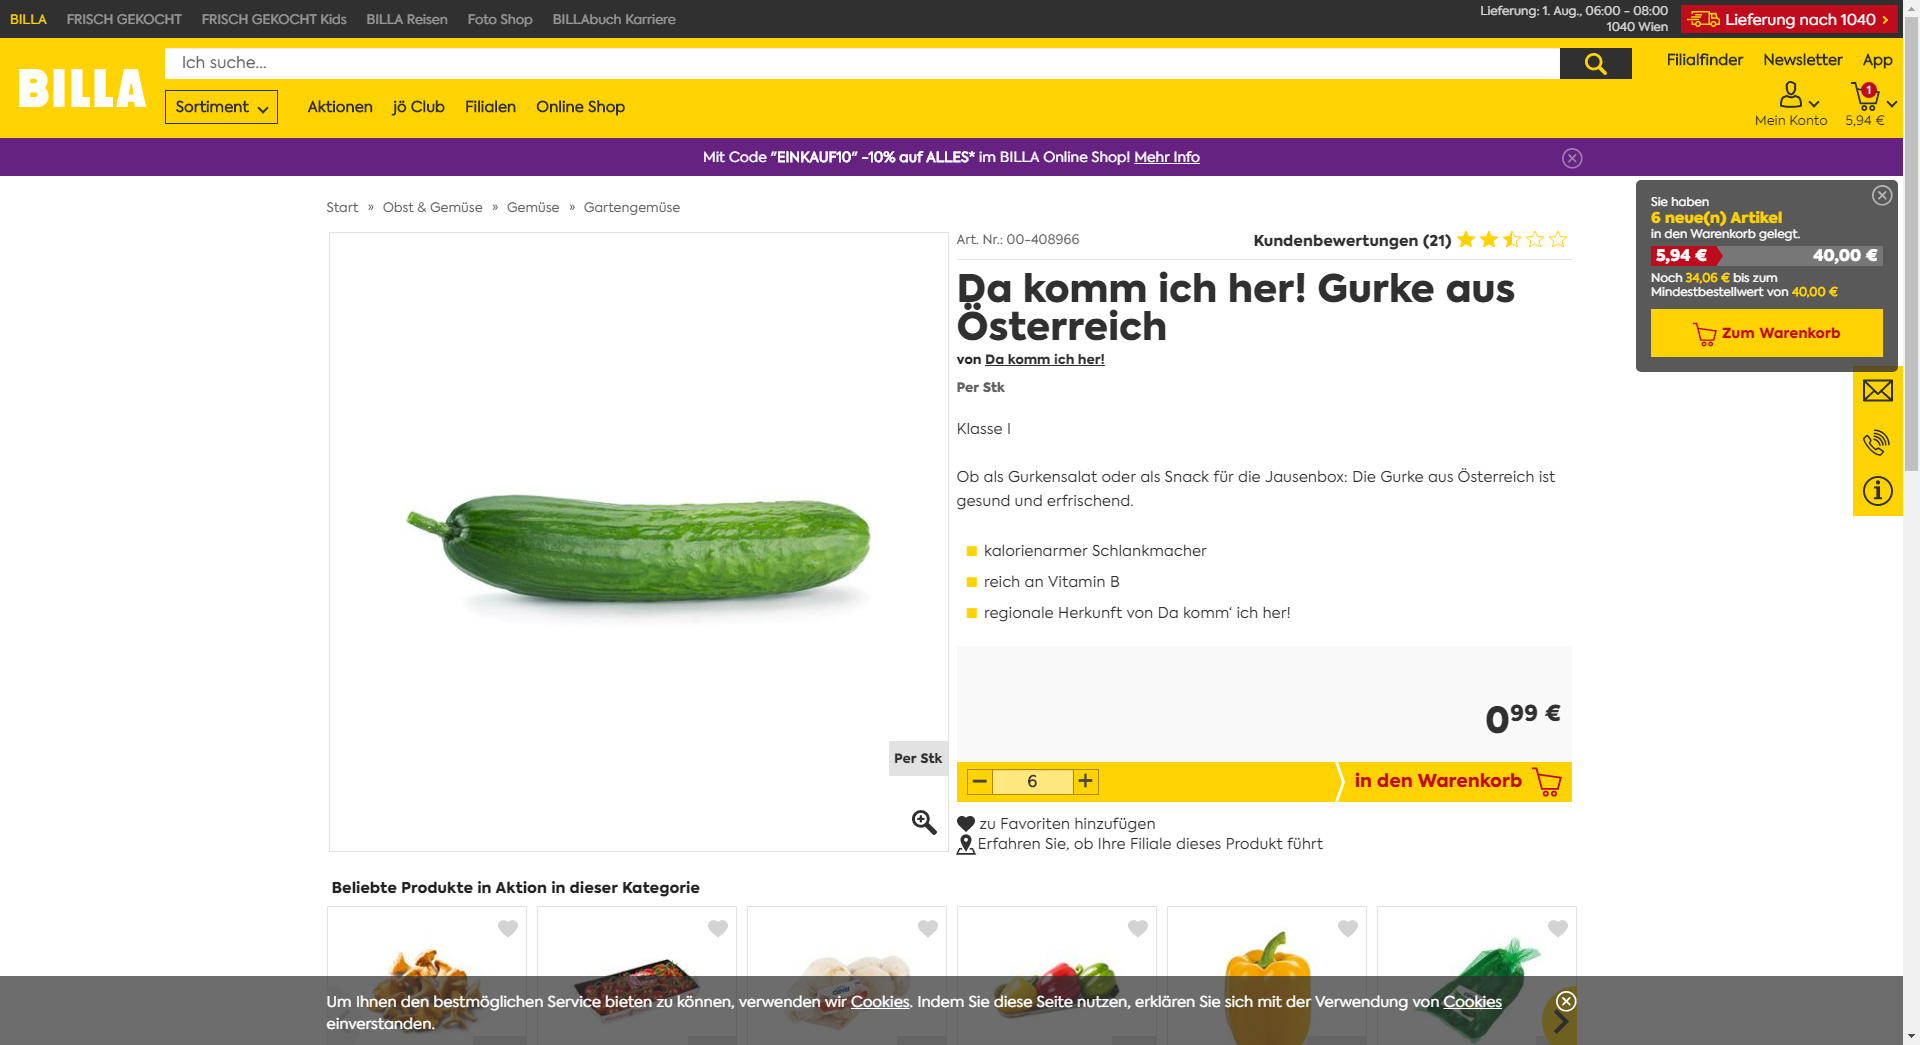 BILLA
FRISCH GEKOCHT
FRISCH GEKOCHT Kids
BILLA Reisen
Foto Shop
BILLAbuch Karriere
Lieferung: 1. Aug., 06:00 - 08:00
1040 Wien
Lieferung nach 1040
BILLA
Ich suche...
Filialfinder
Newsletter
App
Sortiment
Aktionen
jö Club
Filialen
Online Shop
1
Mein Konto
5,94 €
Mit Code "EINKAUF10" -10% auf ALLES* im BILLA Online Shop! Mehr Info
Sie haben
6 neue(n) Artikel
in den Warenkorb gelegt.
5,94 €
40,00 €
Noch 34,06 € bis zum
Mindestbestellwert von 40,00 €
Zum Warenkorb
Start » Obst & Gemüse » Gemüse » Gartengemüse
Art. Nr.: 00-408966
Kundenbewertungen (21)
Da komm ich her! Gurke aus
Österreich
von Da komm ich her!
Per Stk
Klasse I
Ob als Gurkensalat oder als Snack für die Jausenbox: Die Gurke aus Österreich ist
gesund und erfrischend.
kalorienarmer Schlankmacher
reich an Vitamin B
regionale Herkunft von Da komm‘ ich her!
0 99 €
Per Stk
− 6 +
in den Warenkorb
zu Favoriten hinzufügen
Erfahren Sie, ob Ihre Filiale dieses Produkt führt
Beliebte Produkte in Aktion in dieser Kategorie
Um Ihnen den bestmöglichen Service bieten zu können, verwenden wir Cookies. Indem Sie diese Seite nutzen, erklären Sie sich mit der Verwendung von Cookies
einverstanden.